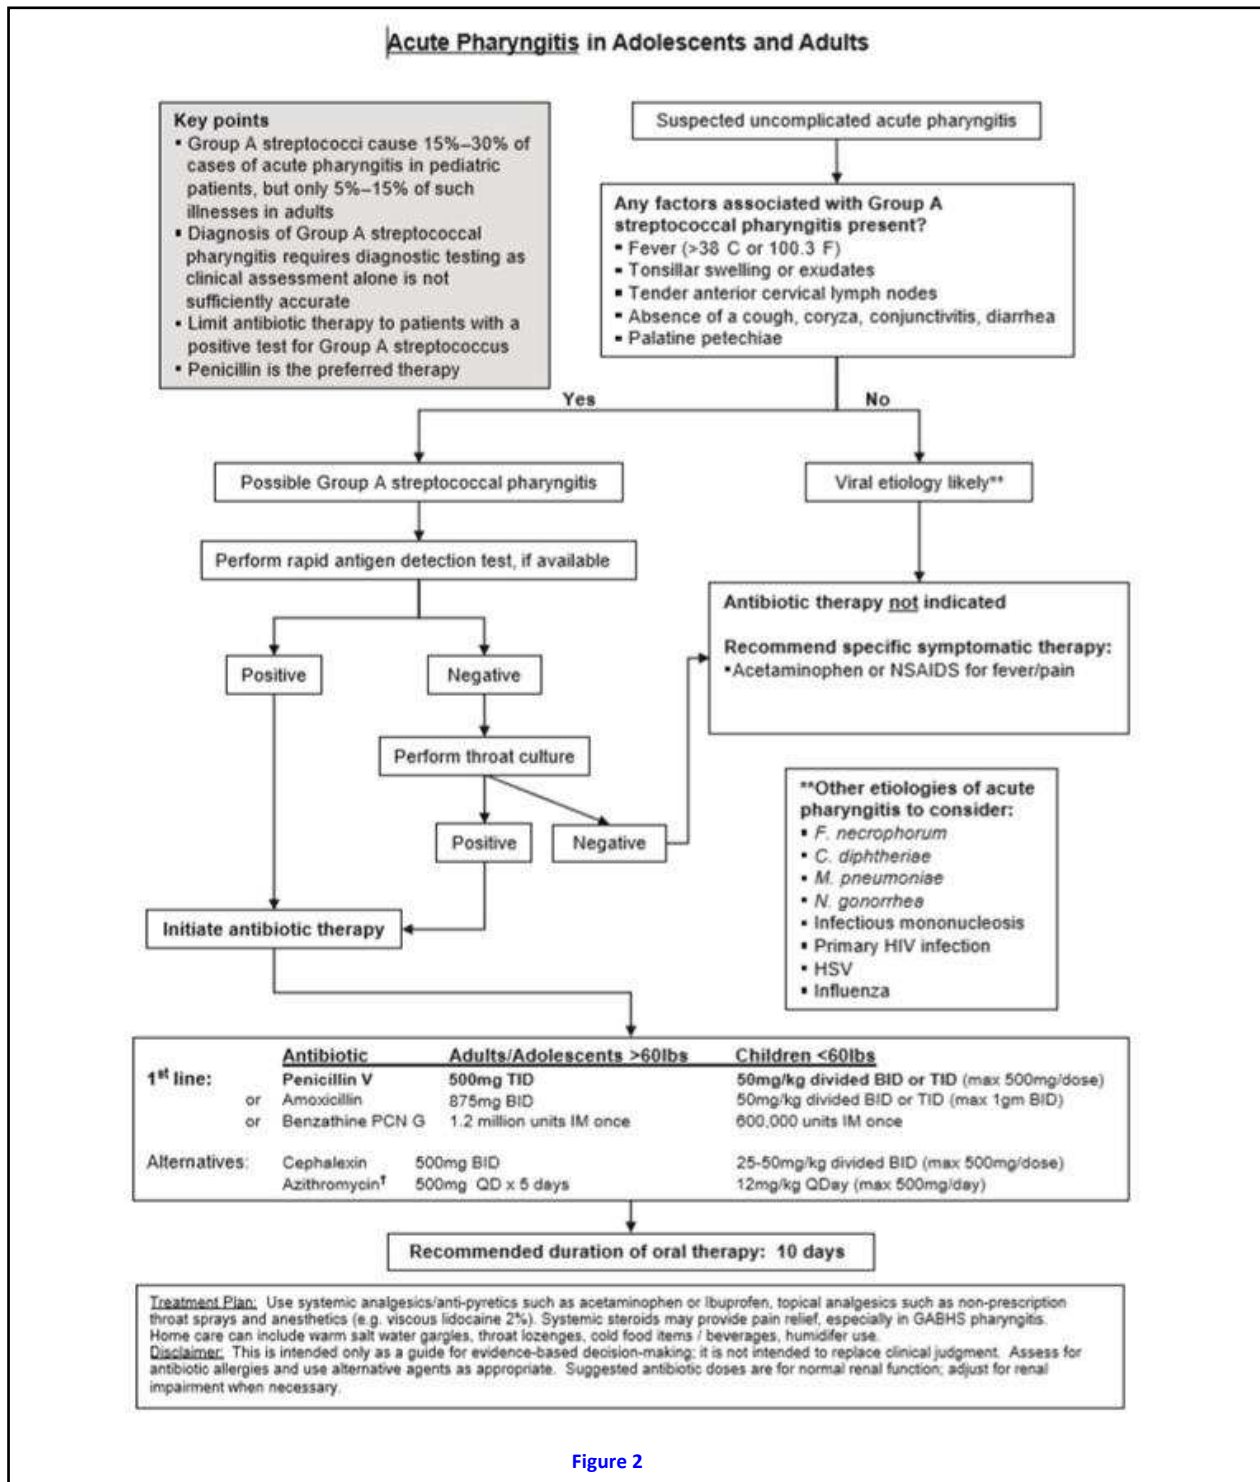 Acute Pharyngitis in Adolescents and Adults
Key points
▪ Group A streptococci cause 15%–30% of
cases of acute pharyngitis in pediatric
patients, but only 5%–15% of such
illnesses in adults
▪ Diagnosis of Group A streptococcal
pharyngitis requires diagnostic testing as
clinical assessment alone is not
sufficiently accurate
▪ Limit antibiotic therapy to patients with a
positive test for Group A streptococcus
▪ Penicillin is the preferred therapy
Suspected uncomplicated acute pharyngitis
Any factors associated with Group A
streptococcal pharyngitis present?
▪ Fever (>38 C or 100.3 F)
▪ Tonsillar swelling or exudates
▪ Tender anterior cervical lymph nodes
▪ Absence of a cough, coryza, conjunctivitis, diarrhea
▪ Palatine petechiae
Yes
No
Possible Group A streptococcal pharyngitis
Viral etiology likely**
Perform rapid antigen detection test, if available
Antibiotic therapy not indicated
Recommend specific symptomatic therapy:
▪Acetaminophen or NSAIDS for fever/pain
Positive
Negative
Perform throat culture
Positive
Negative
**Other etiologies of acute
pharyngitis to consider:
▪ F. necrophorum
▪ C. diphtheriae
▪ M. pneumoniae
▪ N. gonorrhea
▪ Infectious mononucleosis
▪ Primary HIV infection
▪ HSV
▪ Influenza
Initiate antibiotic therapy
Antibiotic Adults/Adolescents >60lbs Children <60lbs
1st line: Penicillin V 500mg TID 50mg/kg divided BID or TID (max 500mg/dose)
or Amoxicillin 875mg BID 50mg/kg divided BID or TID (max 1gm BID)
or Benzathine PCN G 1.2 million units IM once 600,000 units IM once
Alternatives: Cephalexin 500mg BID 25-50mg/kg divided BID (max 500mg/dose)
Azithromycin† 500mg QD x 5 days 12mg/kg QDay (max 500mg/day)
Recommended duration of oral therapy: 10 days
Treatment Plan: Use systemic analgesics/anti-pyretics such as acetaminophen or Ibuprofen, topical analgesics such as non-prescription
throat sprays and anesthetics (e.g. viscous lidocaine 2%). Systemic steroids may provide pain relief, especially in GABHS pharyngitis.
Home care can include warm salt water gargles, throat lozenges, cold food items / beverages, humidifer use.
Disclaimer: This is intended only as a guide for evidence-based decision-making; it is not intended to replace clinical judgment. Assess for
antibiotic allergies and use alternative agents as appropriate. Suggested antibiotic doses are for normal renal function; adjust for renal
impairment when necessary.
Figure 2